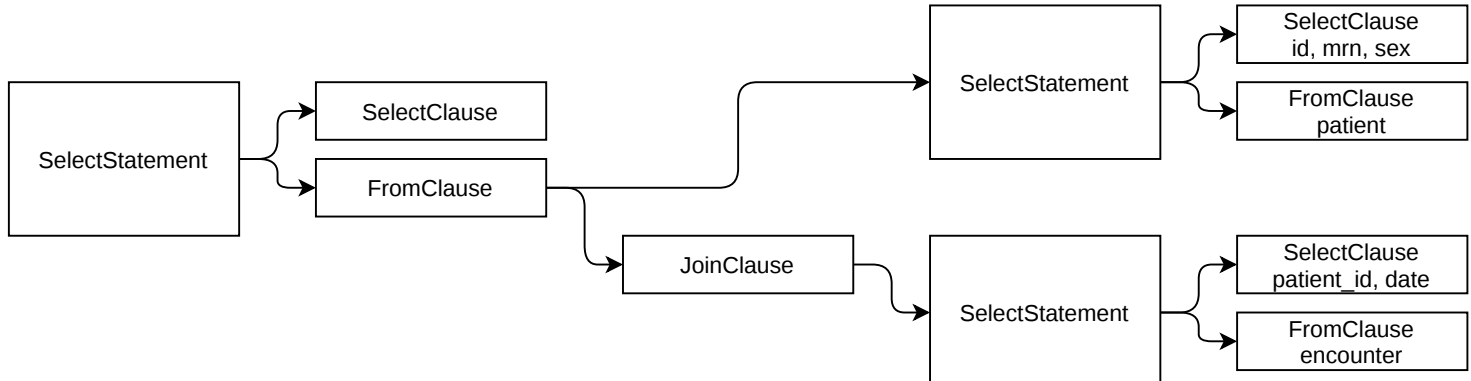 SelectStatement
SelectClause
FromClause
JoinClause
SelectStatement
SelectClause
id, mrn, sex
FromClause
patient
SelectStatement
SelectClause
patient_id, date
FromClause
encounter